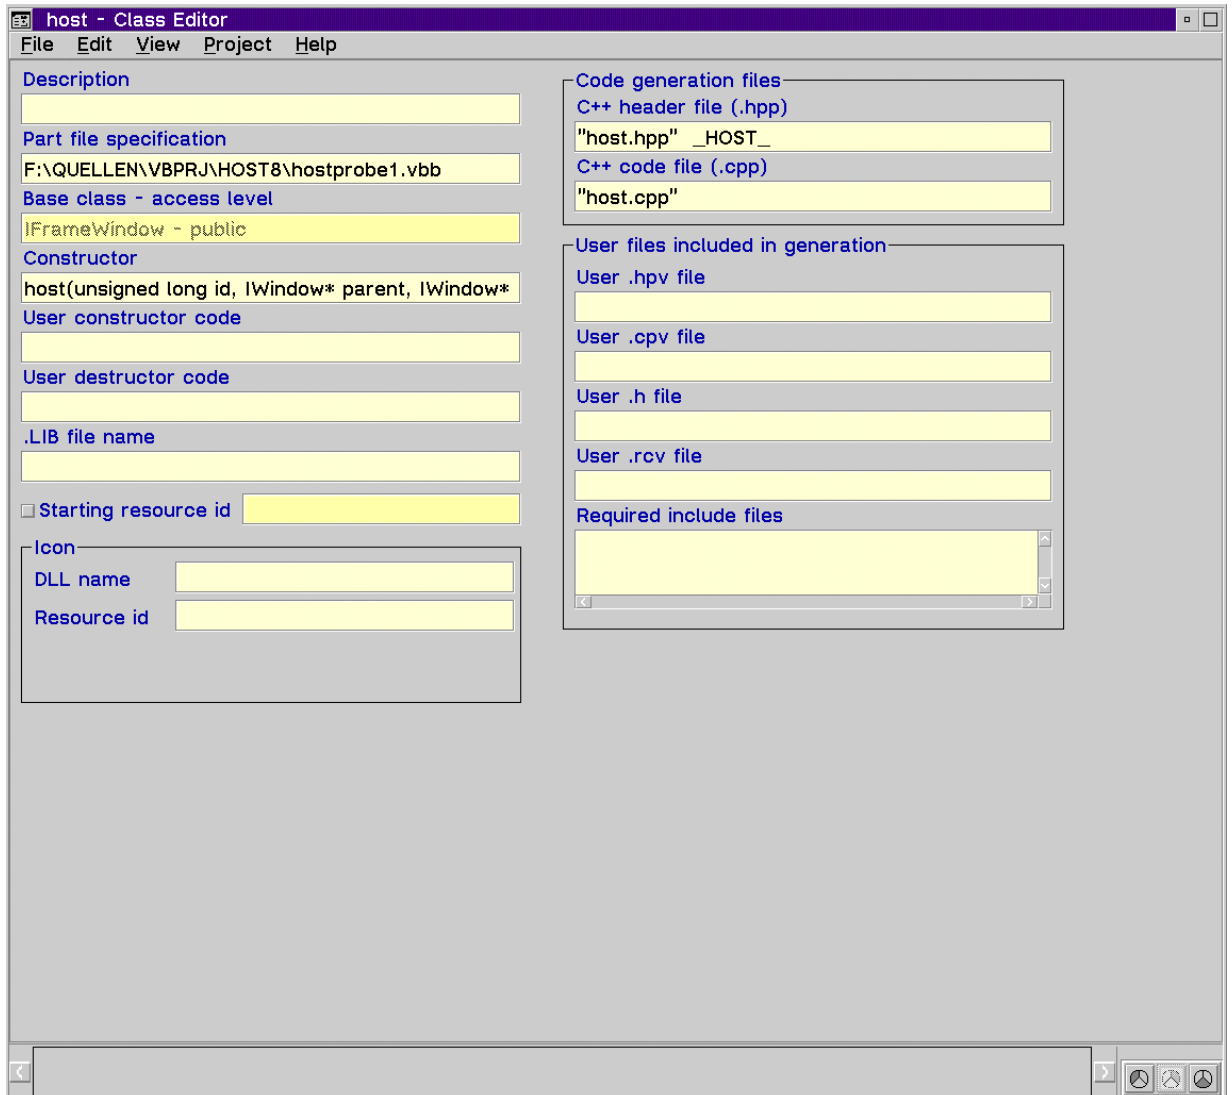 host - Class Editor
File Edit View Project Help
Description
Part file specification
F:\QUELLEN\VBPRJ\HOST8\hostprobe1.vbb
Base class - access level
IFrameWindow - public
Constructor
host(unsigned long id, IWindow* parent, IWindow*
User constructor code
User destructor code
.LIB file name
Starting resource id
Icon
DLL name
Resource id
Code generation files
C++ header file (.hpp)
"host.hpp" _HOST_
C++ code file (.cpp)
"host.cpp"
User files included in generation
User .hpv file
User .cpv file
User .h file
User .rcv file
Required include files